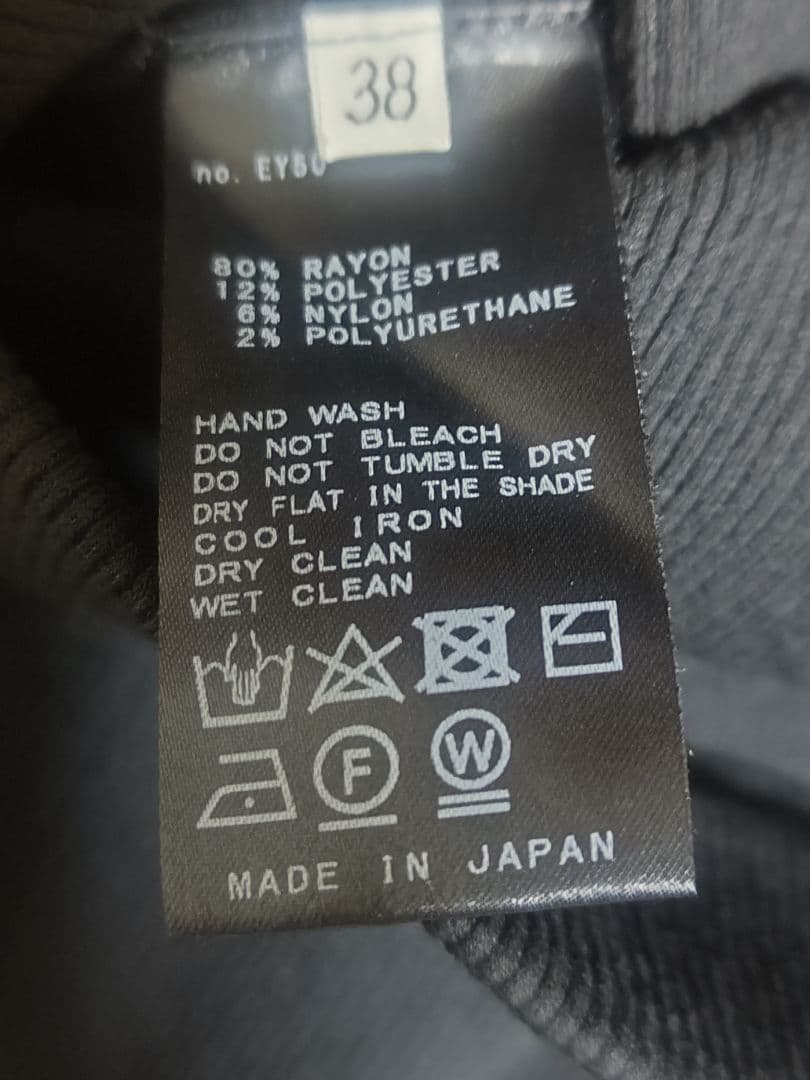 38
no. EY50
80% RAYON
12% POLYESTER
6% NYLON
2% POLYURETHANE
HAND WASH
DO NOT BLEACH
DO NOT TUMBLE DRY
DRY FLAT IN THE SHADE
COOL IRON
DRY CLEAN
WET CLEAN
F W
MADE IN JAPAN